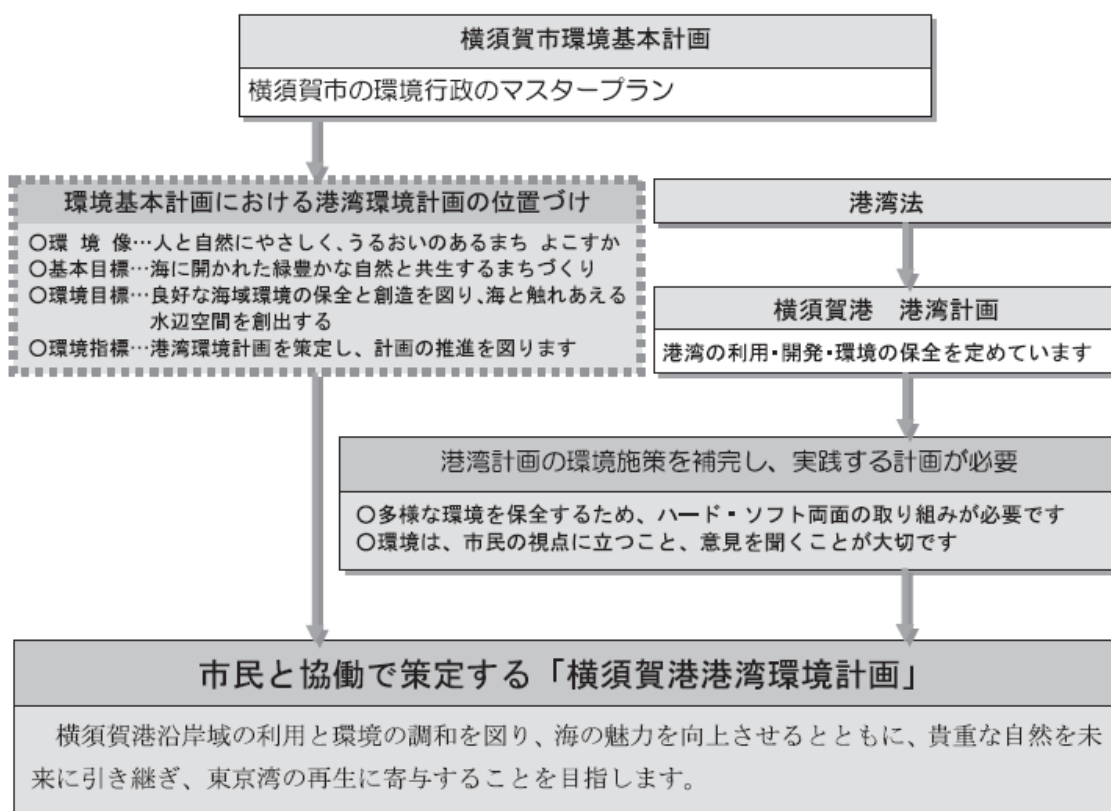 横須賀市環境基本計画
横須賀市の環境行政のマスタープラン
環境基本計画における港湾環境計画の位置づけ
○環 境 像…人と自然にやさしく、うるおいのあるまち よこすか
○基本目標…海に開かれた緑豊かな自然と共生するまちづくり
○環境目標…良好な海域環境の保全と創造を図り、海と触れあえる
水辺空間を創出する
○環境指標…港湾環境計画を策定し、計画の推進を図ります
港湾法
横須賀港　港湾計画
港湾の利用・開発・環境の保全を定めています
港湾計画の環境施策を補完し、実践する計画が必要
○多様な環境を保全するため、ハード・ソフト両面の取り組みが必要です
○環境は、市民の視点に立つこと、意見を聞くことが大切です
市民と協働で策定する「横須賀港港湾環境計画」
横須賀港沿岸域の利用と環境の調和を図り、海の魅力を向上させるとともに、貴重な自然を未
来に引き継ぎ、東京湾の再生に寄与することを目指します。